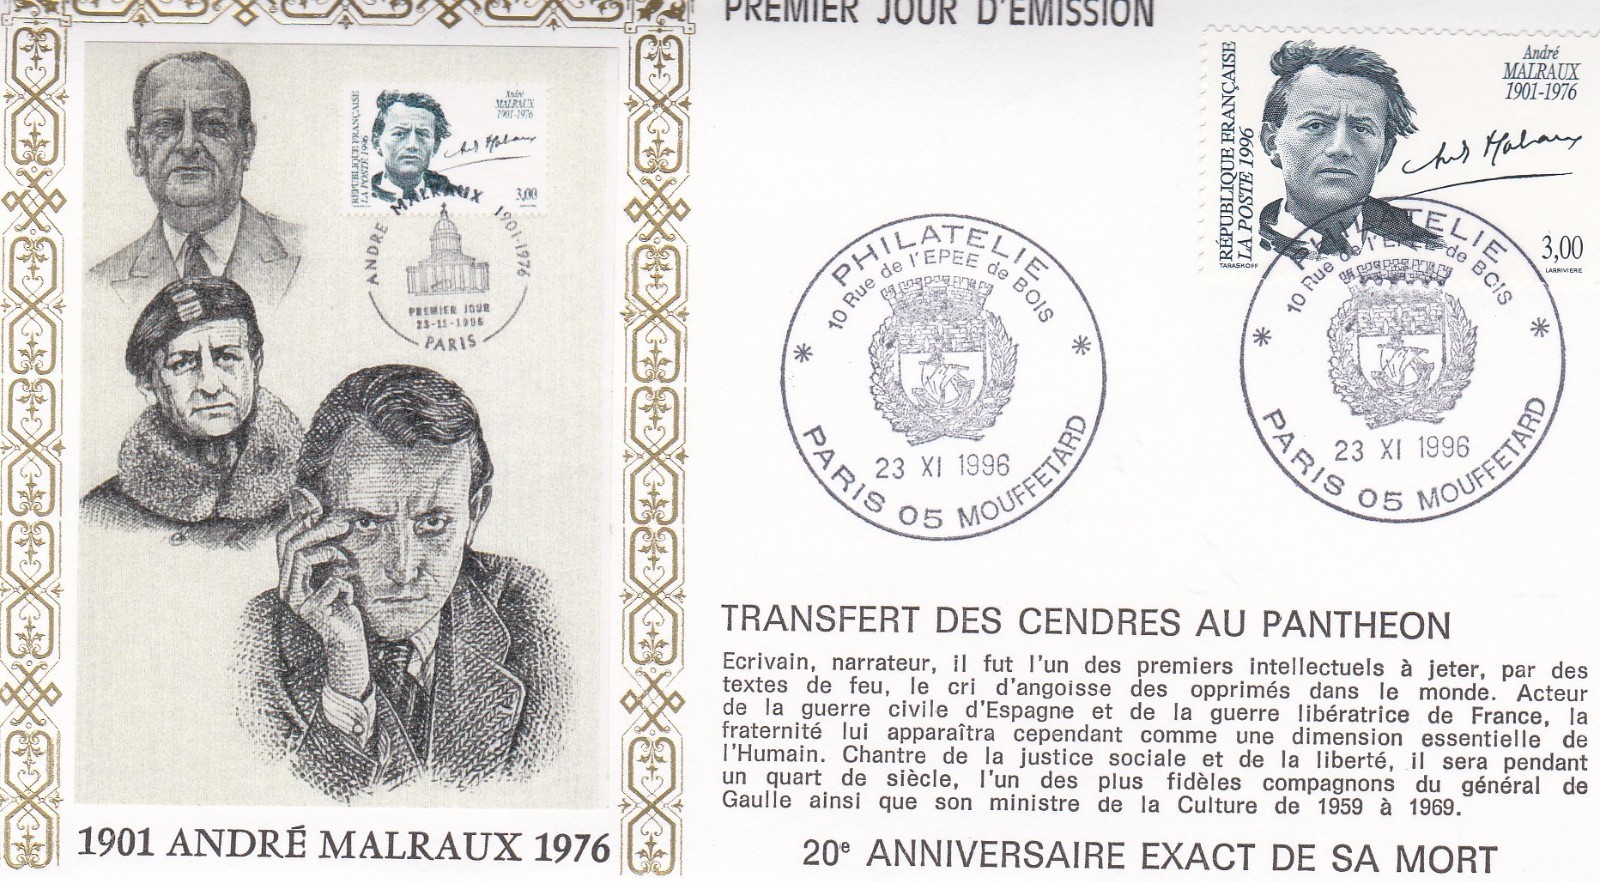 PREMIER JOUR D'EMISSION
RÉPUBLIQUE FRANÇAISE
LA POSTE 1996
André
MALRAUX
1901-1976
3,00
ANDRE MALRAUX 1901-1976
PREMIER JOUR
23-11-1996
PARIS
1901 ANDRÉ MALRAUX 1976
PHILATELIE
10 Rue de l'EPEE de BOIS
23 XI 1996
PARIS 05 MOUFFETARD
RÉPUBLIQUE FRANÇAISE
LA POSTE 1996
André
MALRAUX
1901-1976
3,00
TARASKOFF
LARRIVIERE
PHILATELIE
10 Rue de l'EPEE de BOIS
23 XI 1996
PARIS 05 MOUFFETARD
TRANSFERT DES CENDRES AU PANTHEON
Ecrivain, narrateur, il fut l'un des premiers intellectuels à jeter, par des
textes de feu, le cri d'angoisse des opprimés dans le monde. Acteur
de la guerre civile d'Espagne et de la guerre libératrice de France, la
fraternité lui apparaîtra cependant comme une dimension essentielle de
l'Humain. Chantre de la justice sociale et de la liberté, il sera pendant
un quart de siècle, l'un des plus fidèles compagnons du général de
Gaulle ainsi que son ministre de la Culture de 1959 à 1969.
20e ANNIVERSAIRE EXACT DE SA MORT